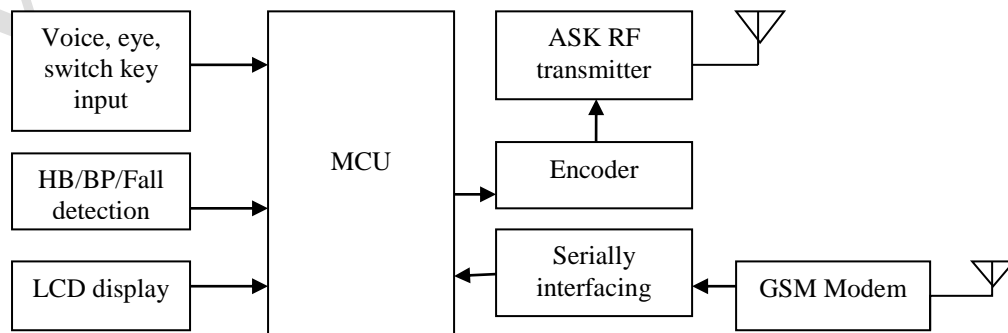 Voice, eye,
switch key
input
HB/BP/Fall
detection
LCD display
MCU
ASK RF
transmitter
Encoder
Serially
interfacing
GSM Modem